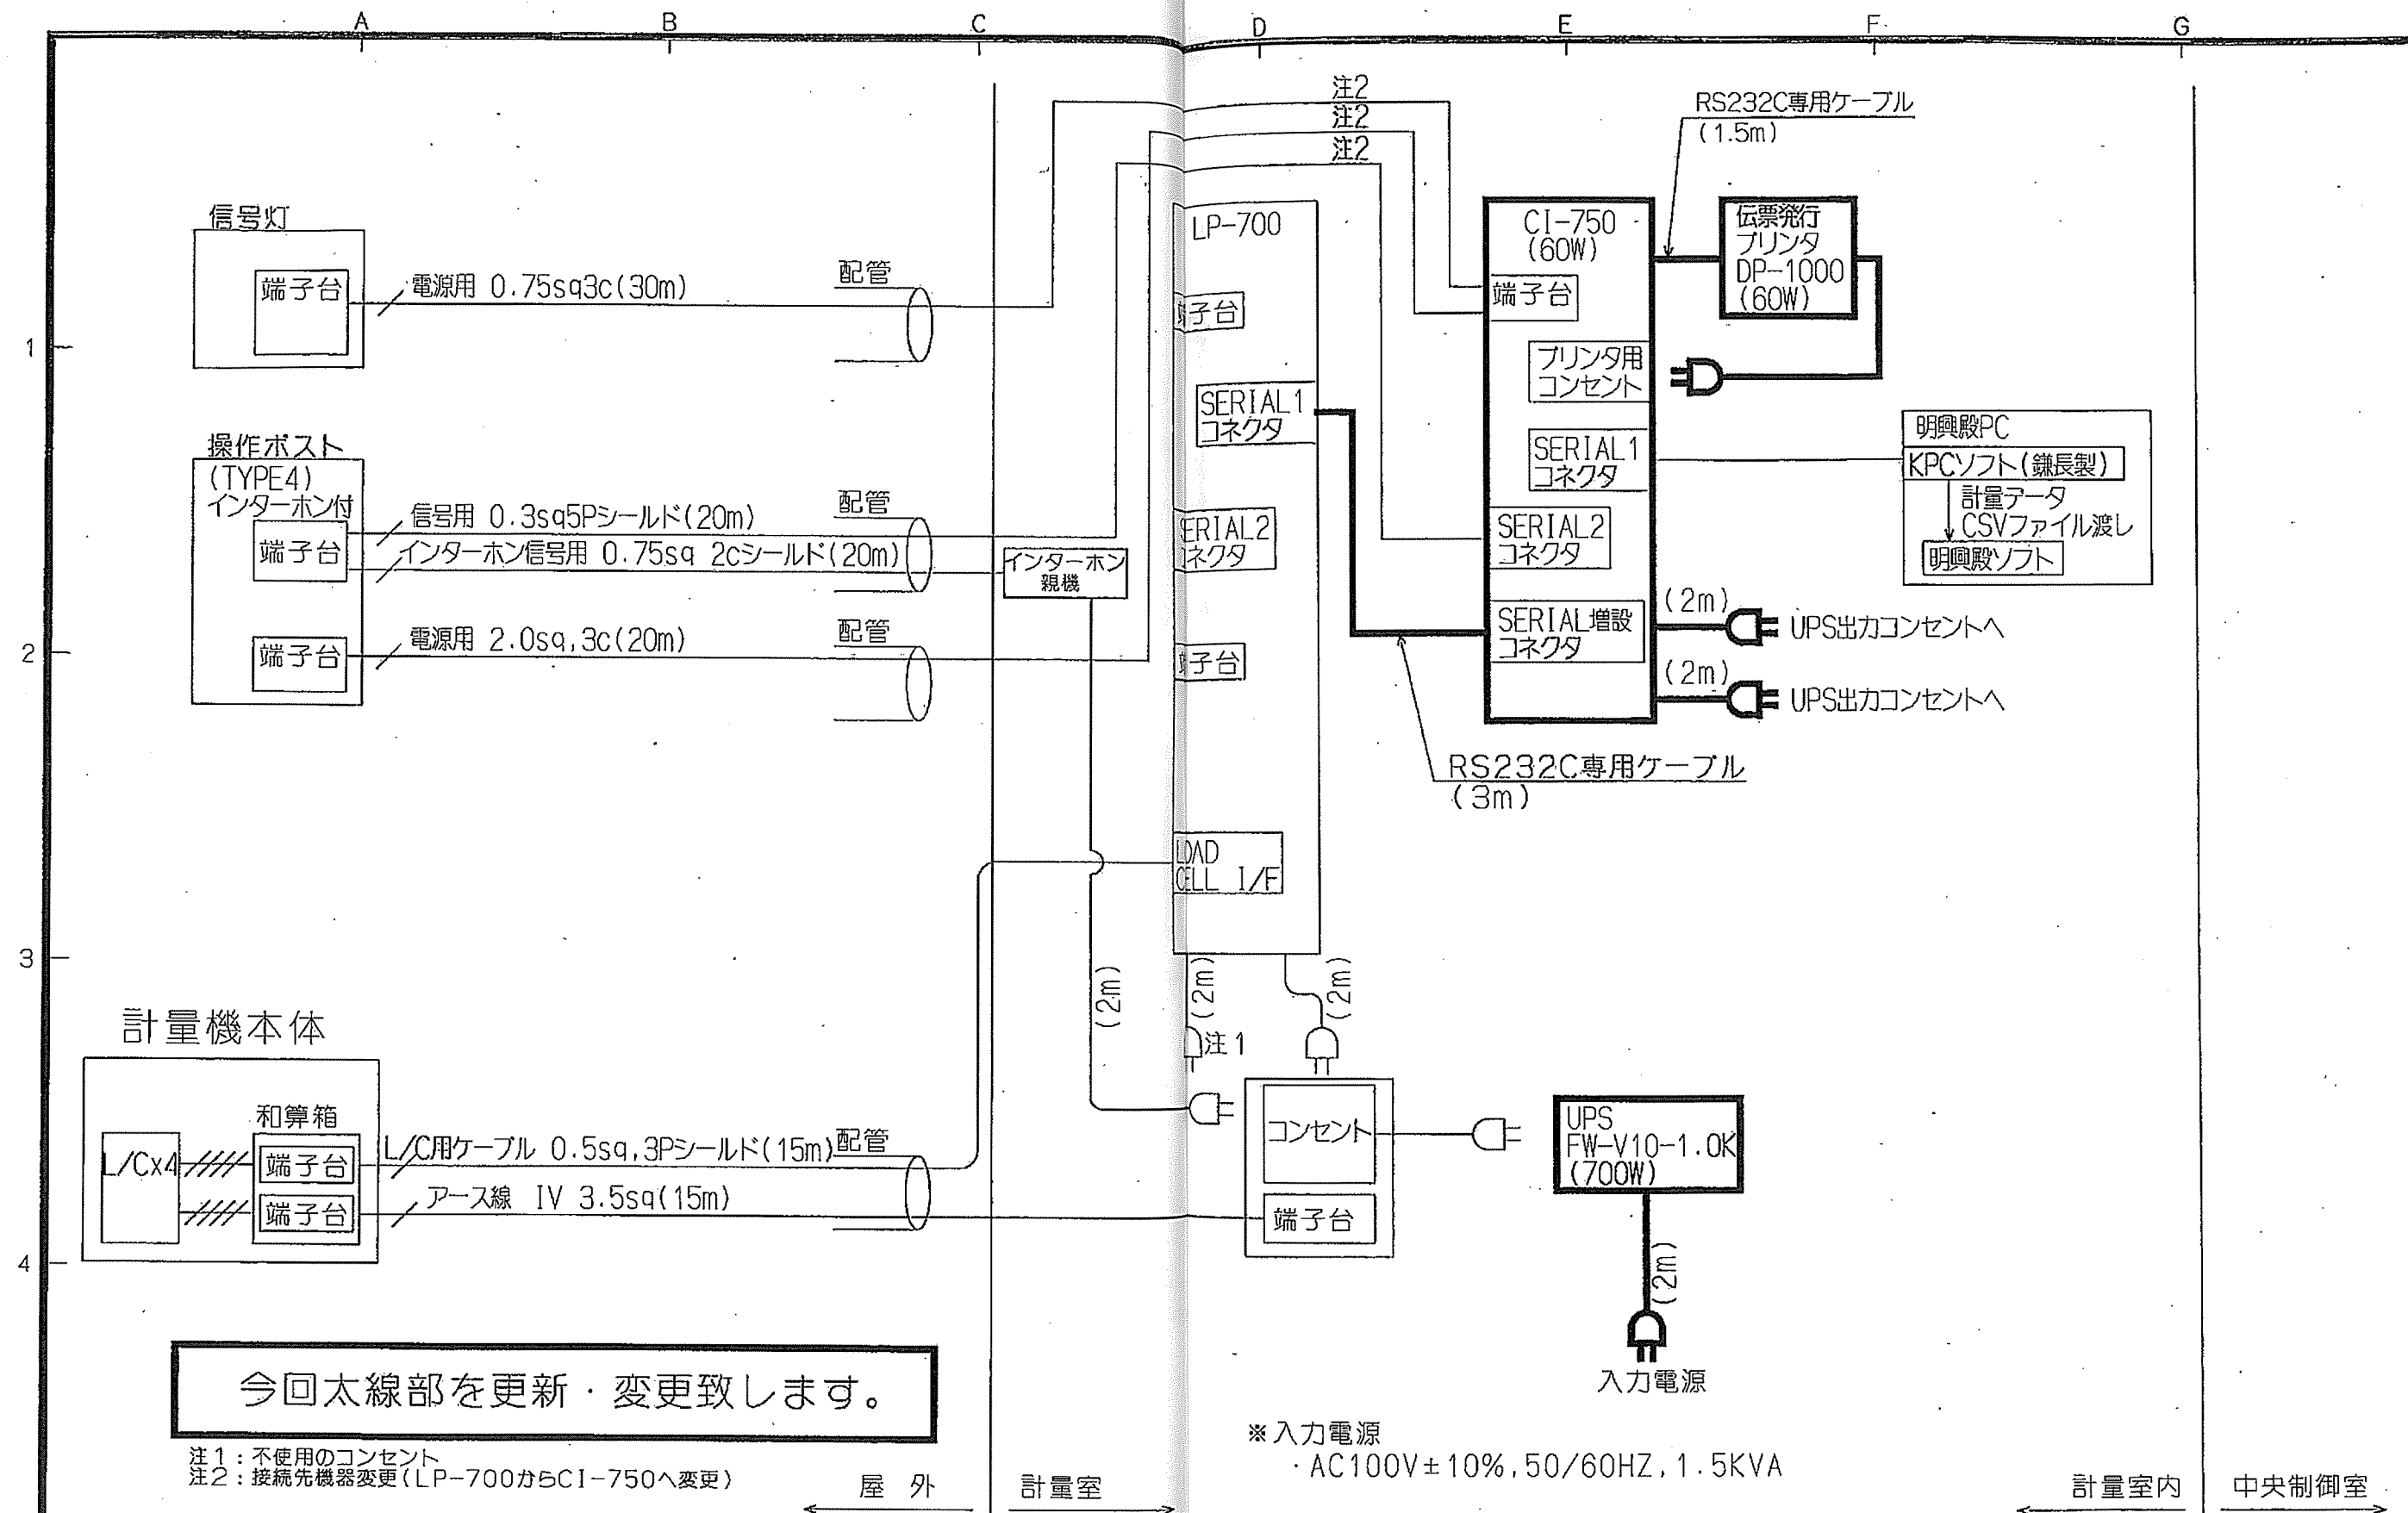 A B C D E F G
1
2
3
4
注2
注2
注2
RS232C専用ケーブル
(1.5m)
信号灯
端子台
電源用 0.75sq3c(30m)
配管
LP-700
子台
SERIAL1
コネクタ
ERIAL2
ネクタ
子台
LOAD
CELL I/F
CI-750
(60W)
端子台
プリンタ用
コンセント
SERIAL1
コネクタ
SERIAL2
コネクタ
SERIAL増設
コネクタ
伝票発行
プリンタ
DP-1000
(60W)
明興殿PC
KPCソフト(鎌長製)
計量データ
CSVファイル渡し
明興殿ソフト
(2m)
UPS出力コンセントへ
(2m)
UPS出力コンセントへ
RS232C専用ケーブル
(3m)
操作ポスト
(TYPE4)
インターホン付
端子台
信号用 0.3sq5Pシールド(20m)
配管
インターホン信号用 0.75sq 2cシールド(20m)
インターホン
親機
端子台
電源用 2.0sq,3c(20m)
配管
(2m)
(2m)
(2m)
注1
計量機本体
和算箱
L/Cx4
端子台
端子台
L/C用ケーブル 0.5sq,3Pシールド(15m)
配管
アース線 IV 3.5sq(15m)
コンセント
端子台
UPS
FW-V10-1.0K
(700W)
(2m)
入力電源
今回太線部を更新・変更致します。
注1:不使用のコンセント
注2:接続先機器変更(LP-700からCI-750へ変更)
※入力電源
・AC100V±10%,50/60HZ,1.5KVA
屋 外
計量室
計量室内
中央制御室